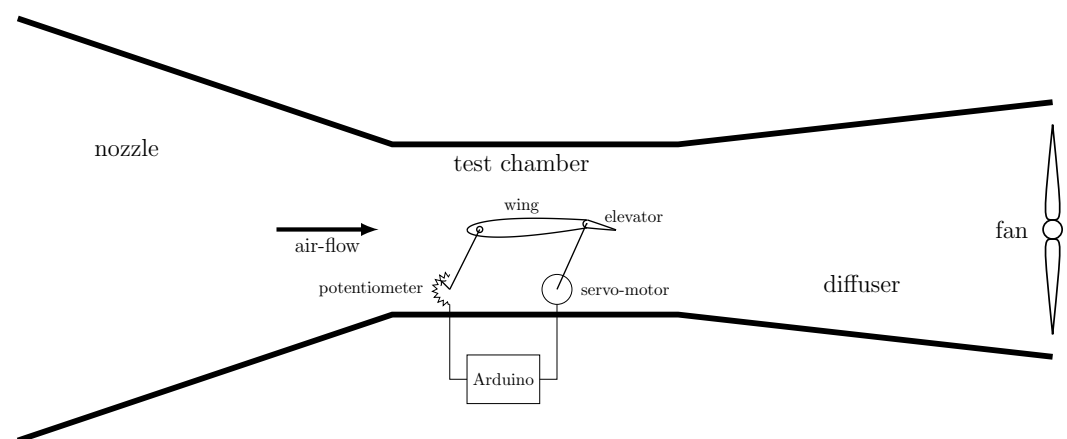 nozzle
test chamber
wing
elevator
air-flow
fan
potentiometer
servo-motor
diffuser
Arduino